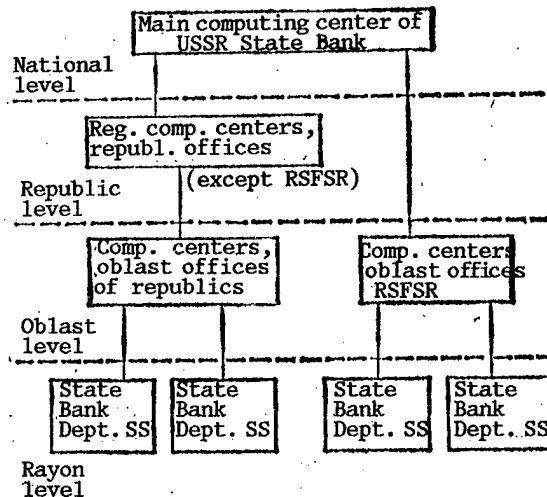 Main computing center of
USSR State Bank
National
level
Reg. comp. centers,
republ. offices
(except RSFSR)
Republic
level
Comp. centers,
oblast offices
of republics
Comp. centers
oblast offices
RSFSR
Oblast
level
State
Bank
Dept. SS
State
Bank
Dept. SS
State
Bank
Dept. SS
State
Bank
Dept. SS
Rayon
level